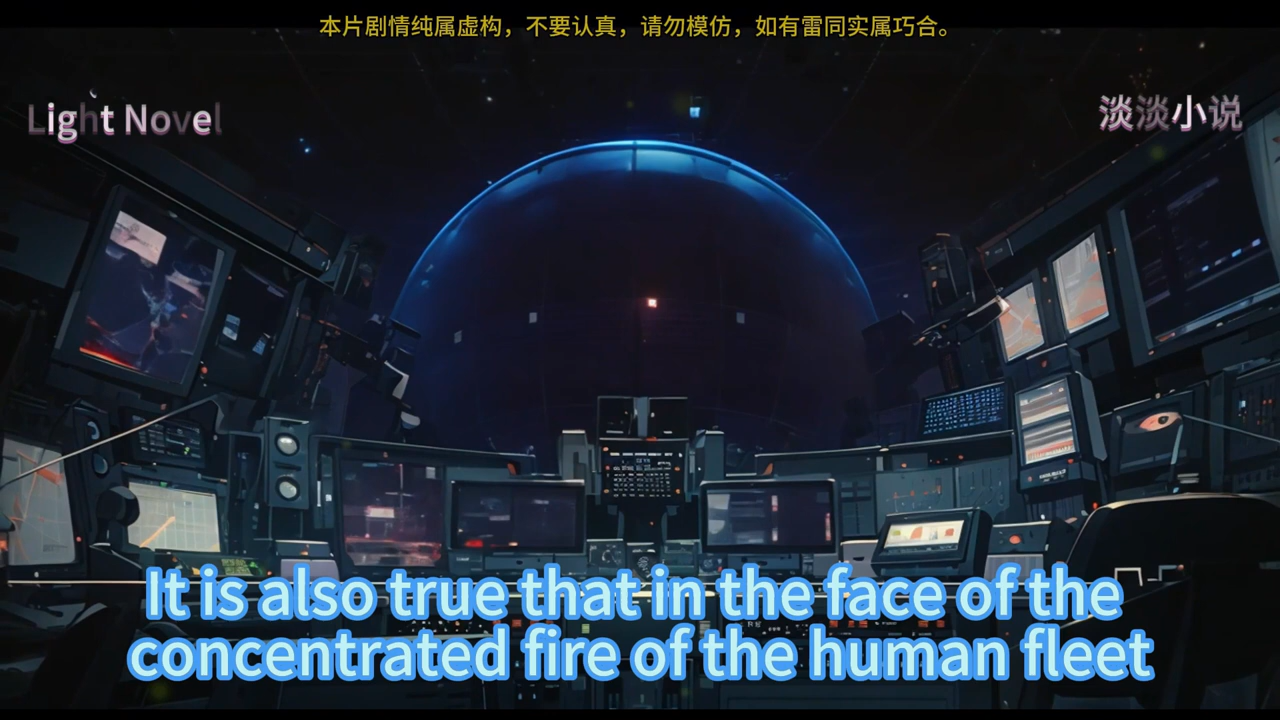 本片剧情纯属虚构，不要认真，请勿模仿，如有雷同实属巧合。
Light Novel
淡淡小说
It is also true that in the face of the
concentrated fire of the human fleet